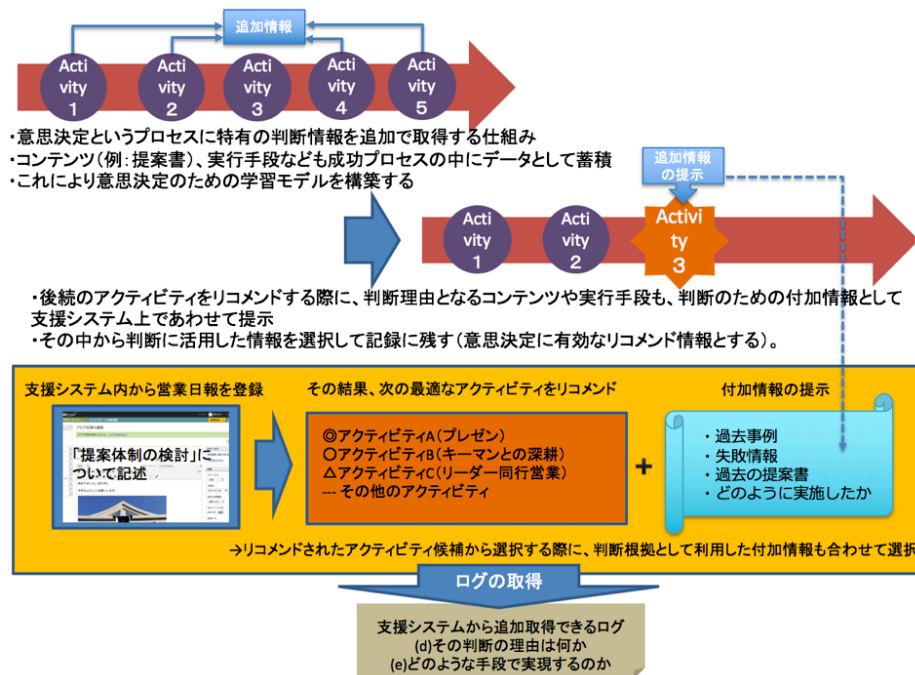 追加情報
Acti
vity
1
Acti
vity
2
Acti
vity
3
Acti
vity
4
Acti
vity
5
・意思決定というプロセスに特有の判断情報を追加で取得する仕組み
・コンテンツ(例:提案書)、実行手段なども成功プロセスの中にデータとして蓄積
・これにより意思決定のための学習モデルを構築する
追加情報
の提示
Acti
vity
1
Acti
vity
2
Activi
ty
3
・後続のアクティビティをリコメンドする際に、判断理由となるコンテンツや実行手段も、判断のための付加情報として
支援システム上であわせて提示
・その中から判断に活用した情報を選択して記録に残す(意思決定に有効なリコメンド情報とする)。
支援システム内から営業日報を登録
「提案体制の検討」に
ついて記述
その結果、次の最適なアクティビティをリコメンド
◎アクティビティA(プレゼン)
○アクティビティB(キーマンとの深耕)
△アクティビティC(リーダー同行営業)
--- その他のアクティビティ
+
付加情報の提示
・過去事例
・失敗情報
・過去の提案書
・どのように実施したか
→リコメンドされたアクティビティ候補から選択する際に、判断根拠として利用した付加情報も合わせて選択
ログの取得
支援システムから追加取得できるログ
(d)その判断の理由は何か
(e)どのような手段で実現するのか